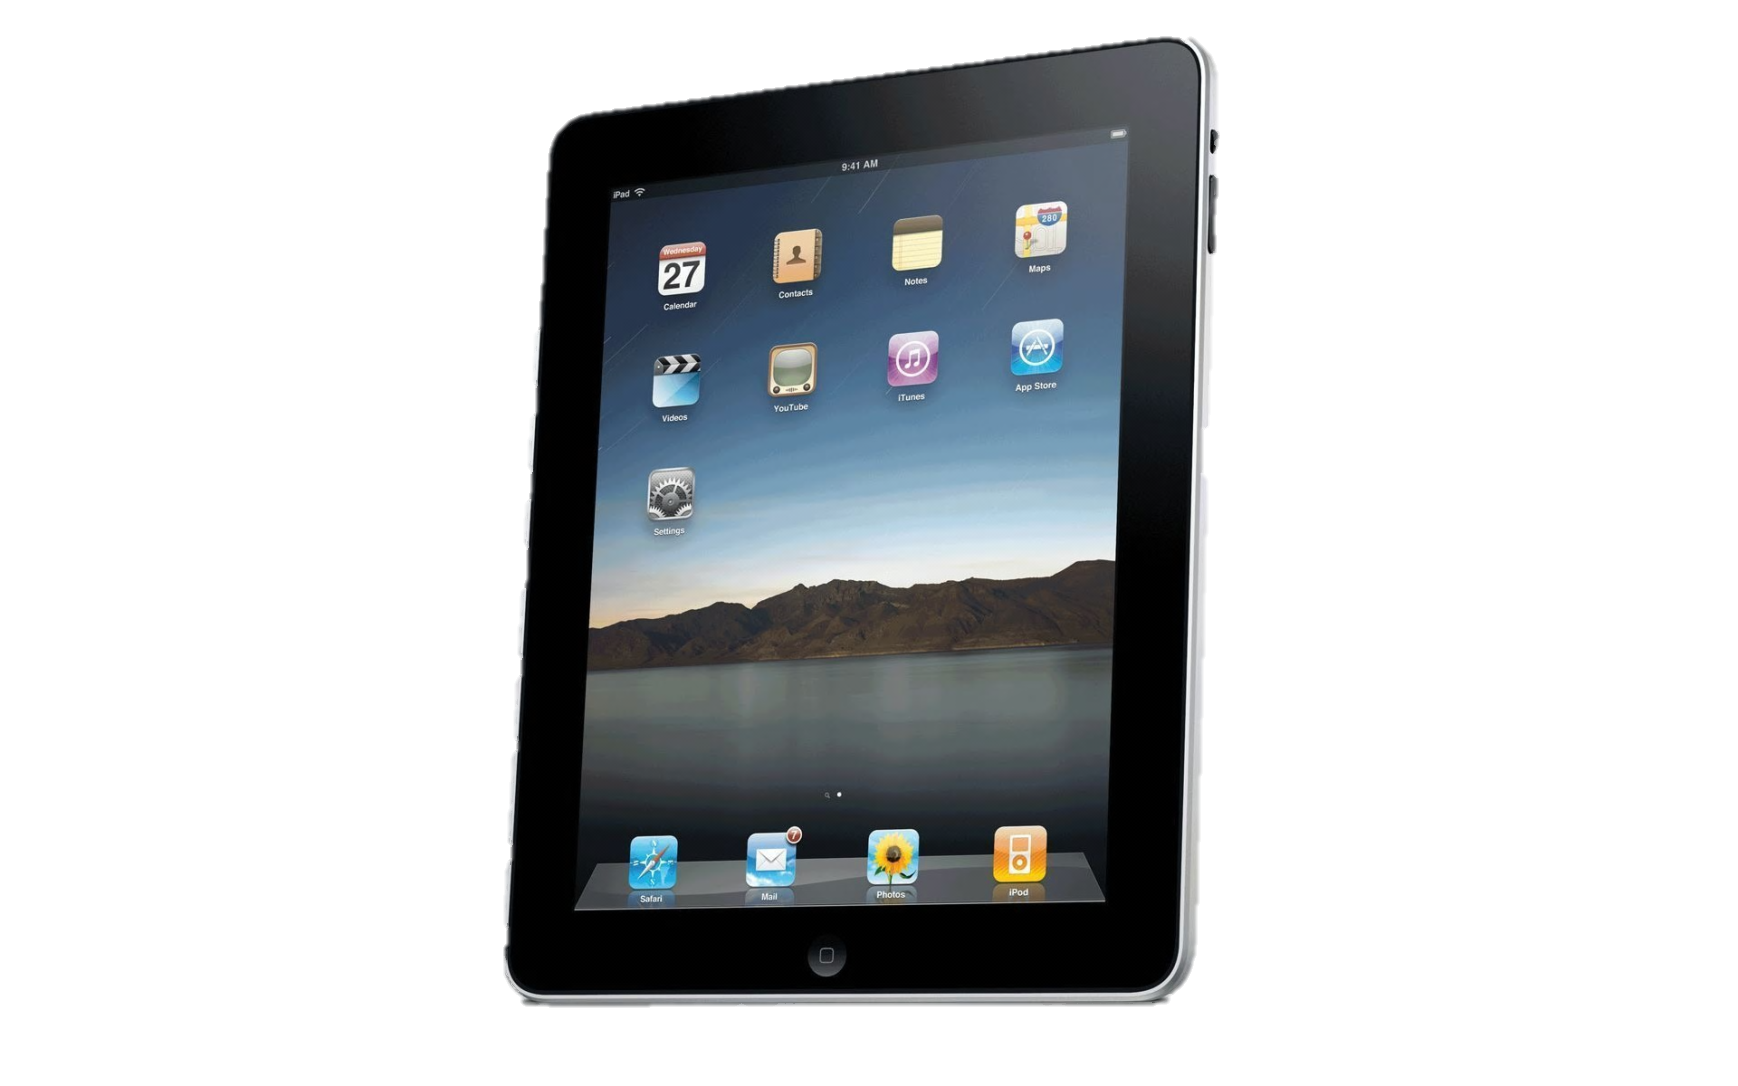 iPad
9:41 AM
Wednesday
27
280
Calendar
Contacts
Notes
Maps
Videos
YouTube
iTunes
App Store
Settings
7
Safari
Mail
Photos
iPod